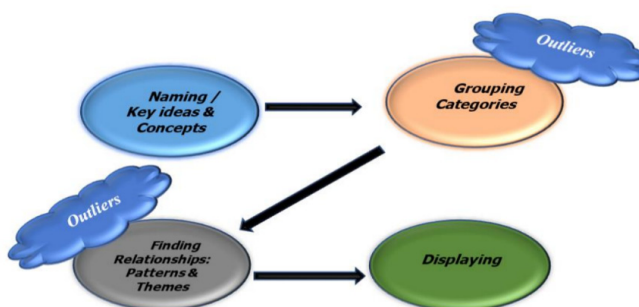 Outliers
Naming /
Key ideas &
Concepts
Grouping
Categories
Outliers
Finding
Relationships:
Patterns &
Themes
Displaying